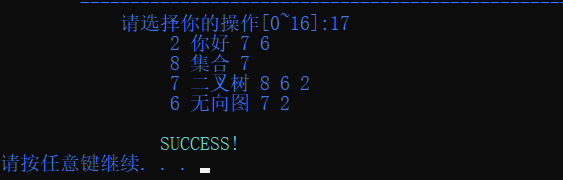 请选择你的操作[0~16]:17
2 你好 7 6
8 集合 7
7 二叉树 8 6 2
6 无向图 7 2
SUCCESS!
请按任意键继续. . .